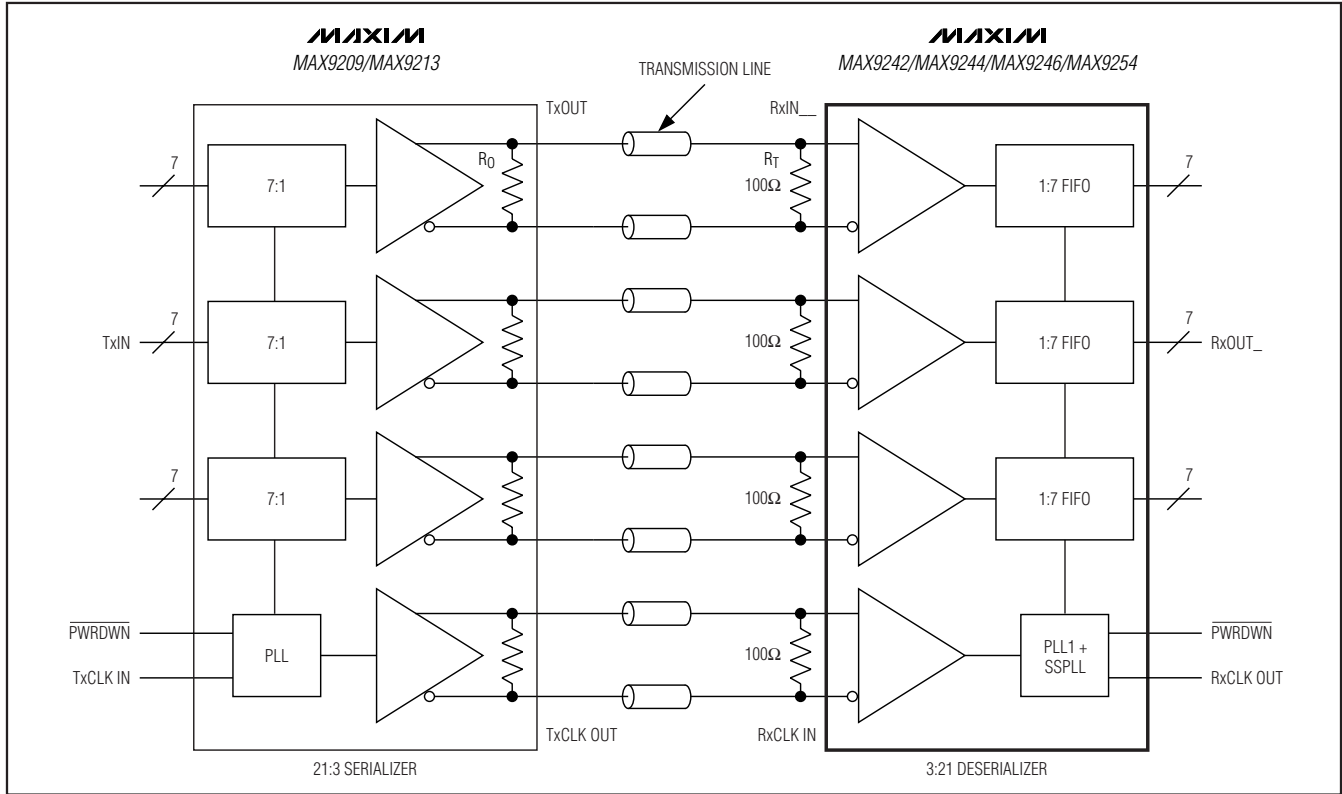 MAXIM
MAX9209/MAX9213
MAXIM
MAX9242/MAX9244/MAX9246/MAX9254
TRANSMISSION LINE
TxOUT
RxIN__
7
7:1
RO
RT
100Ω
1:7 FIFO
7
TxIN
7
7:1
100Ω
1:7 FIFO
7
RxOUT_
7
7:1
100Ω
1:7 FIFO
7
PWRDWN
TxCLK IN
PLL
100Ω
PLL1 +
SSPLL
PWRDWN
RxCLK OUT
TxCLK OUT
RxCLK IN
21:3 SERIALIZER
3:21 DESERIALIZER